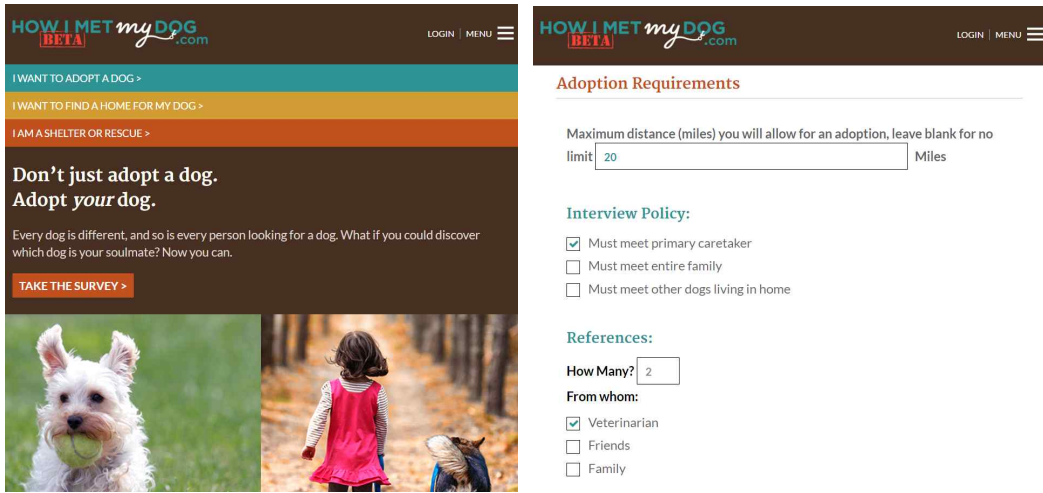 HOW I MET my DOG
BETA
.com
LOGIN | MENU
I WANT TO ADOPT A DOG >
I WANT TO FIND A HOME FOR MY DOG >
I AM A SHELTER OR RESCUE >
Don't just adopt a dog.
Adopt your dog.
Every dog is different, and so is every person looking for a dog. What if you could discover
which dog is your soulmate? Now you can.
TAKE THE SURVEY >
HOW I MET my DOG
BETA
.com
LOGIN | MENU
Adoption Requirements
Maximum distance (miles) you will allow for an adoption, leave blank for no
limit 20 Miles
Interview Policy:
Must meet primary caretaker
Must meet entire family
Must meet other dogs living in home
References:
How Many? 2
From whom:
Veterinarian
Friends
Family